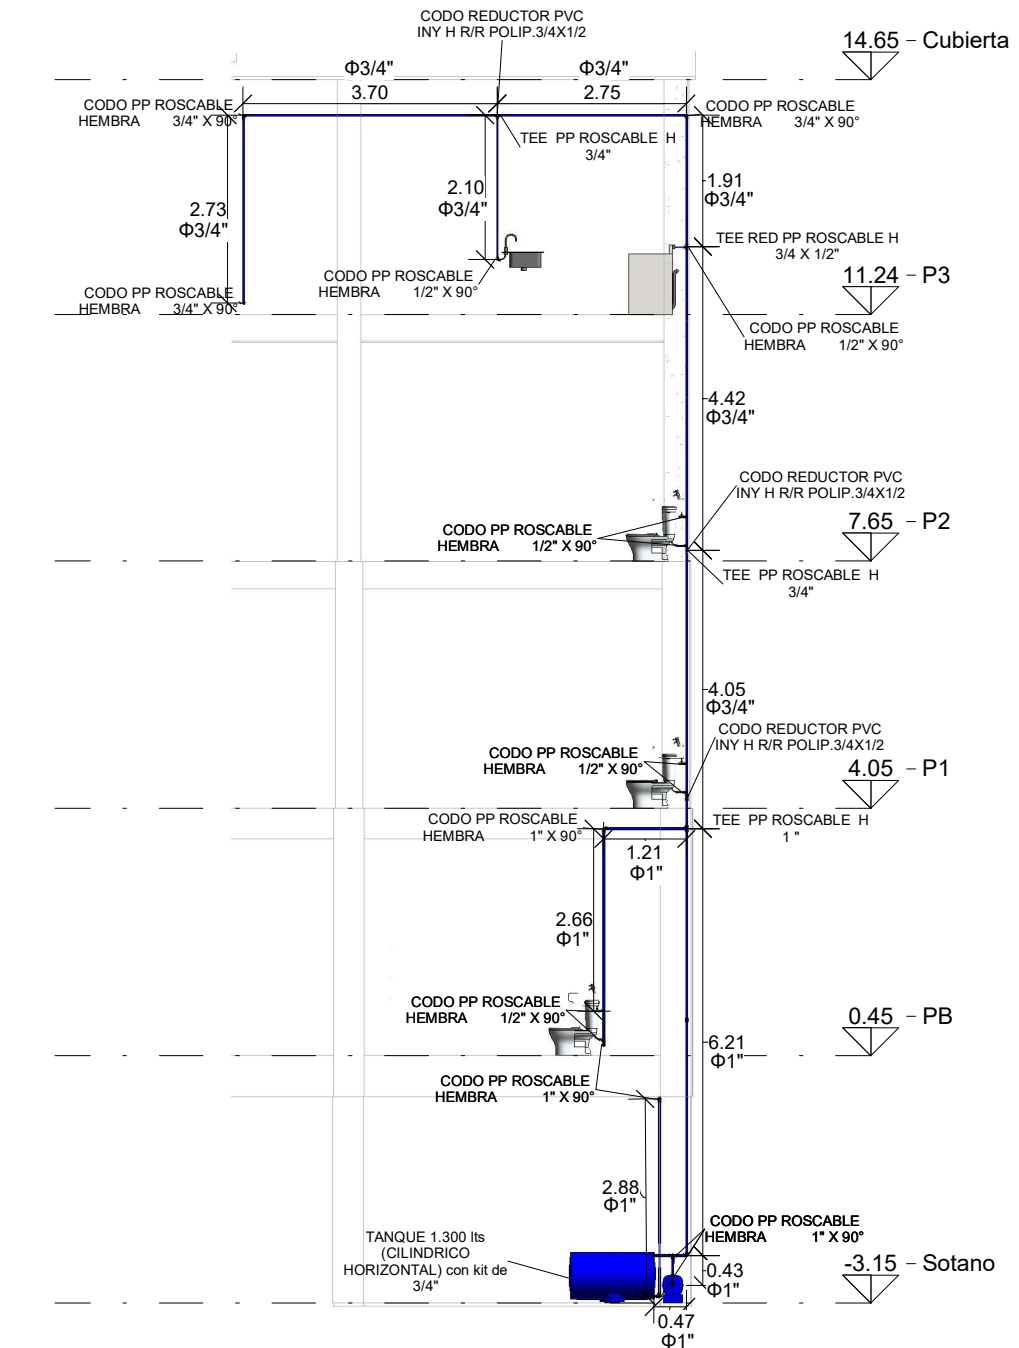 CODO REDUCTOR PVC
INY H R/R POLIP.3/4X1/2
14.65 - Cubierta
Φ3/4"
Φ3/4"
3.70
2.75
CODO PP ROSCABLE
HEMBRA 3/4" X 90°
CODO PP ROSCABLE
HEMBRA 3/4" X 90°
TEE PP ROSCABLE H
3/4"
2.73
Φ3/4"
2.10
Φ3/4"
1.91
Φ3/4"
TEE RED PP ROSCABLE H
3/4 X 1/2"
11.24 - P3
CODO PP ROSCABLE
HEMBRA 1/2" X 90°
CODO PP ROSCABLE
HEMBRA 3/4" X 90°
CODO PP ROSCABLE
HEMBRA 1/2" X 90°
4.42
Φ3/4"
CODO REDUCTOR PVC
INY H R/R POLIP.3/4X1/2
7.65 - P2
CODO PP ROSCABLE
HEMBRA 1/2" X 90°
TEE PP ROSCABLE H
3/4"
4.05
Φ3/4"
CODO REDUCTOR PVC
INY H R/R POLIP.3/4X1/2
CODO PP ROSCABLE
HEMBRA 1/2" X 90°
4.05 - P1
CODO PP ROSCABLE
HEMBRA 1" X 90°
TEE PP ROSCABLE H
1 "
1.21
Φ1"
2.66
Φ1"
CODO PP ROSCABLE
HEMBRA 1/2" X 90°
0.45 - PB
6.21
Φ1"
CODO PP ROSCABLE
HEMBRA 1" X 90°
2.88
Φ1"
CODO PP ROSCABLE
HEMBRA 1" X 90°
TANQUE 1.300 lts
(CILINDRICO
HORIZONTAL) con kit de
3/4"
0.43
Φ1"
-3.15 - Sotano
0.47
Φ1"